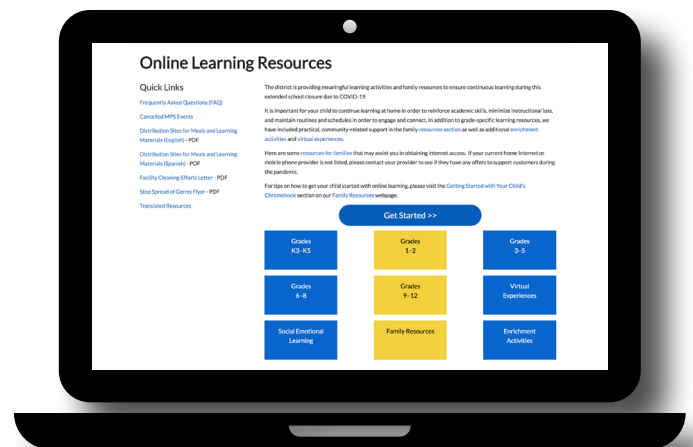 Online Learning Resources
Quick Links
Frequently Asked Questions (FAQ)
Cancelled MPS Events
Distribution Sites for Meals and Learning
Materials (English) - PDF
Distribution Sites for Meals and Learning
Materials (Spanish) - PDF
Facility Cleaning Efforts Letter - PDF
Stop Spread of Germs Flyer - PDF
Translated Resources
The district is providing meaningful learning activities and family resources to ensure continuous learning during this
extended school closure due to COVID-19.
It is important for your child to continue learning at home in order to reinforce academic skills, minimize instructional loss,
and maintain routines and schedules in order to engage and connect. In addition to grade-specific learning resources, we
have included practical, community-related support in the family resources section as well as additional enrichment
activities and virtual experiences.
Here are some resources for families that may assist you in obtaining internet access. If your current home Internet or
mobile phone provider is not listed, please contact your provider to see if they have any offers to support customers during
the pandemic.
For tips on how to get your child started with online learning, please visit the Getting Started with Your Child's
Chromebook section on our Family Resources webpage.
Get Started >>
Grades
K3-K5
Grades
1-2
Grades
3-5
Grades
6-8
Grades
9-12
Virtual
Experiences
Social Emotional
Learning
Family Resources
Enrichment
Activities